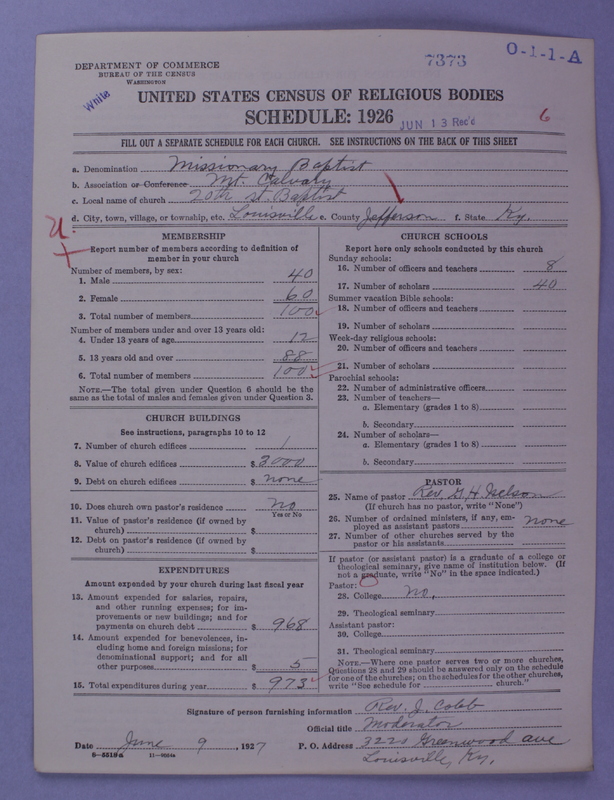 DEPARTMENT OF COMMERCE
BUREAU OF THE CENSUS
WASHINGTON
7373
O-1-1-A
White
UNITED STATES CENSUS OF RELIGIOUS BODIES
SCHEDULE: 1926
JUN 13 Rec'd
6
FILL OUT A SEPARATE SCHEDULE FOR EACH CHURCH. SEE INSTRUCTIONS ON THE BACK OF THIS SHEET
a. Denomination Missionary Baptist
b. Association or Conference Mt. Calvary
c. Local name of church 20th st. Baptist
d. City, town, village, or township, etc. Louisville e. County Jefferson f. State Ky.
U.
MEMBERSHIP
Report number of members according to definition of
member in your church
Number of members, by sex:
1. Male 40
2. Female 60
3. Total number of members 100
Number of members under and over 13 years old:
4. Under 13 years of age 12
5. 13 years old and over 88
6. Total number of members 100
NOTE.—The total given under Question 6 should be
same as the total of males and females given under Question 3.
CHURCH BUILDINGS
See instructions, paragraphs 10 to 12
7. Number of church edifices 1
8. Value of church edifices $ 3000
9. Debt on church edifices $ none
10. Does church own pastor's residence No
Yes or No
11. Value of pastor's residence (if owned by
church) $
12. Debt on pastor's residence (if owned by
church) $
EXPENDITURES
Amount expended by your church during last fiscal year
13. Amount expended for salaries, repairs,
and other running expenses; for im-
provements or new buildings; and for
payments on church debt $ 968
14. Amount expended for benevolences, in-
cluding home and foreign missions; for
denominational support; and for all
other purposes $ 5
15. Total expenditures during year $ 973
CHURCH SCHOOLS
Report here only schools conducted by this church
Sunday schools:
16. Number of officers and teachers 8
17. Number of scholars 40
Summer vacation Bible schools:
18. Number of officers and teachers
19. Number of scholars
Week-day religious schools:
20. Number of officers and teachers
21. Number of scholars
Parochial schools:
22. Number of administrative officers
23. Number of teachers—
a. Elementary (grades 1 to 8)
b. Secondary
24. Number of scholars—
a. Elementary (grades 1 to 8)
b. Secondary
PASTOR
25. Name of pastor Rev. G. H.
(If church has no pastor, write "None")
26. Number of ordained ministers, if any, em-
ployed as assistant pastors none
27. Number of other churches served by the
pastor or his assistants
If pastor (or assistant pastor) is a graduate of a college or
theological seminary, give name of institution below. (If
not a graduate, write "No" in the space indicated.)
Pastor:
28. College No,
29. Theological seminary
Assistant pastor:
30. College
31. Theological seminary
NOTE.—Where one pastor serves two or more churches,
Questions 28 and 29 should be answered only on the schedule
for one of the churches; on the schedules for the other churches,
write "See schedule for church."
Signature of person furnishing information Rev. J. Cobb
Official title Moderator
Date June 9, 1927 P. O. Address 3220 Greenwood ave
Louisville, Ky.